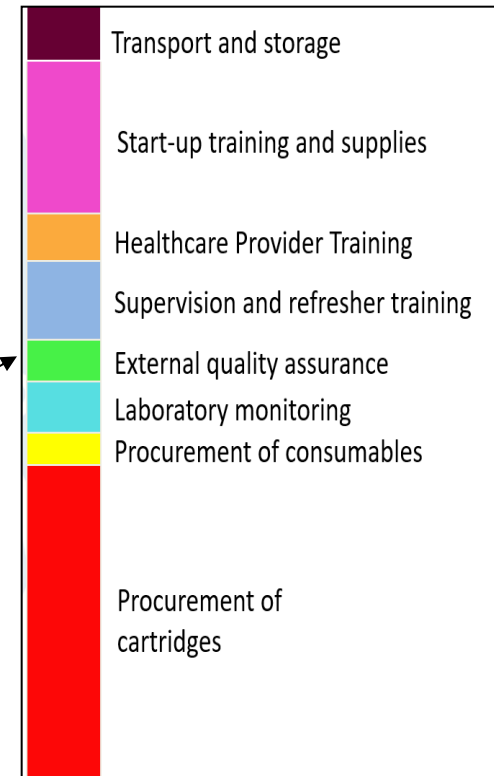 Transport and storage
Start-up training and supplies
Healthcare Provider Training
Supervision and refresher training
External quality assurance
Laboratory monitoring
Procurement of consumables
Procurement of
cartridges